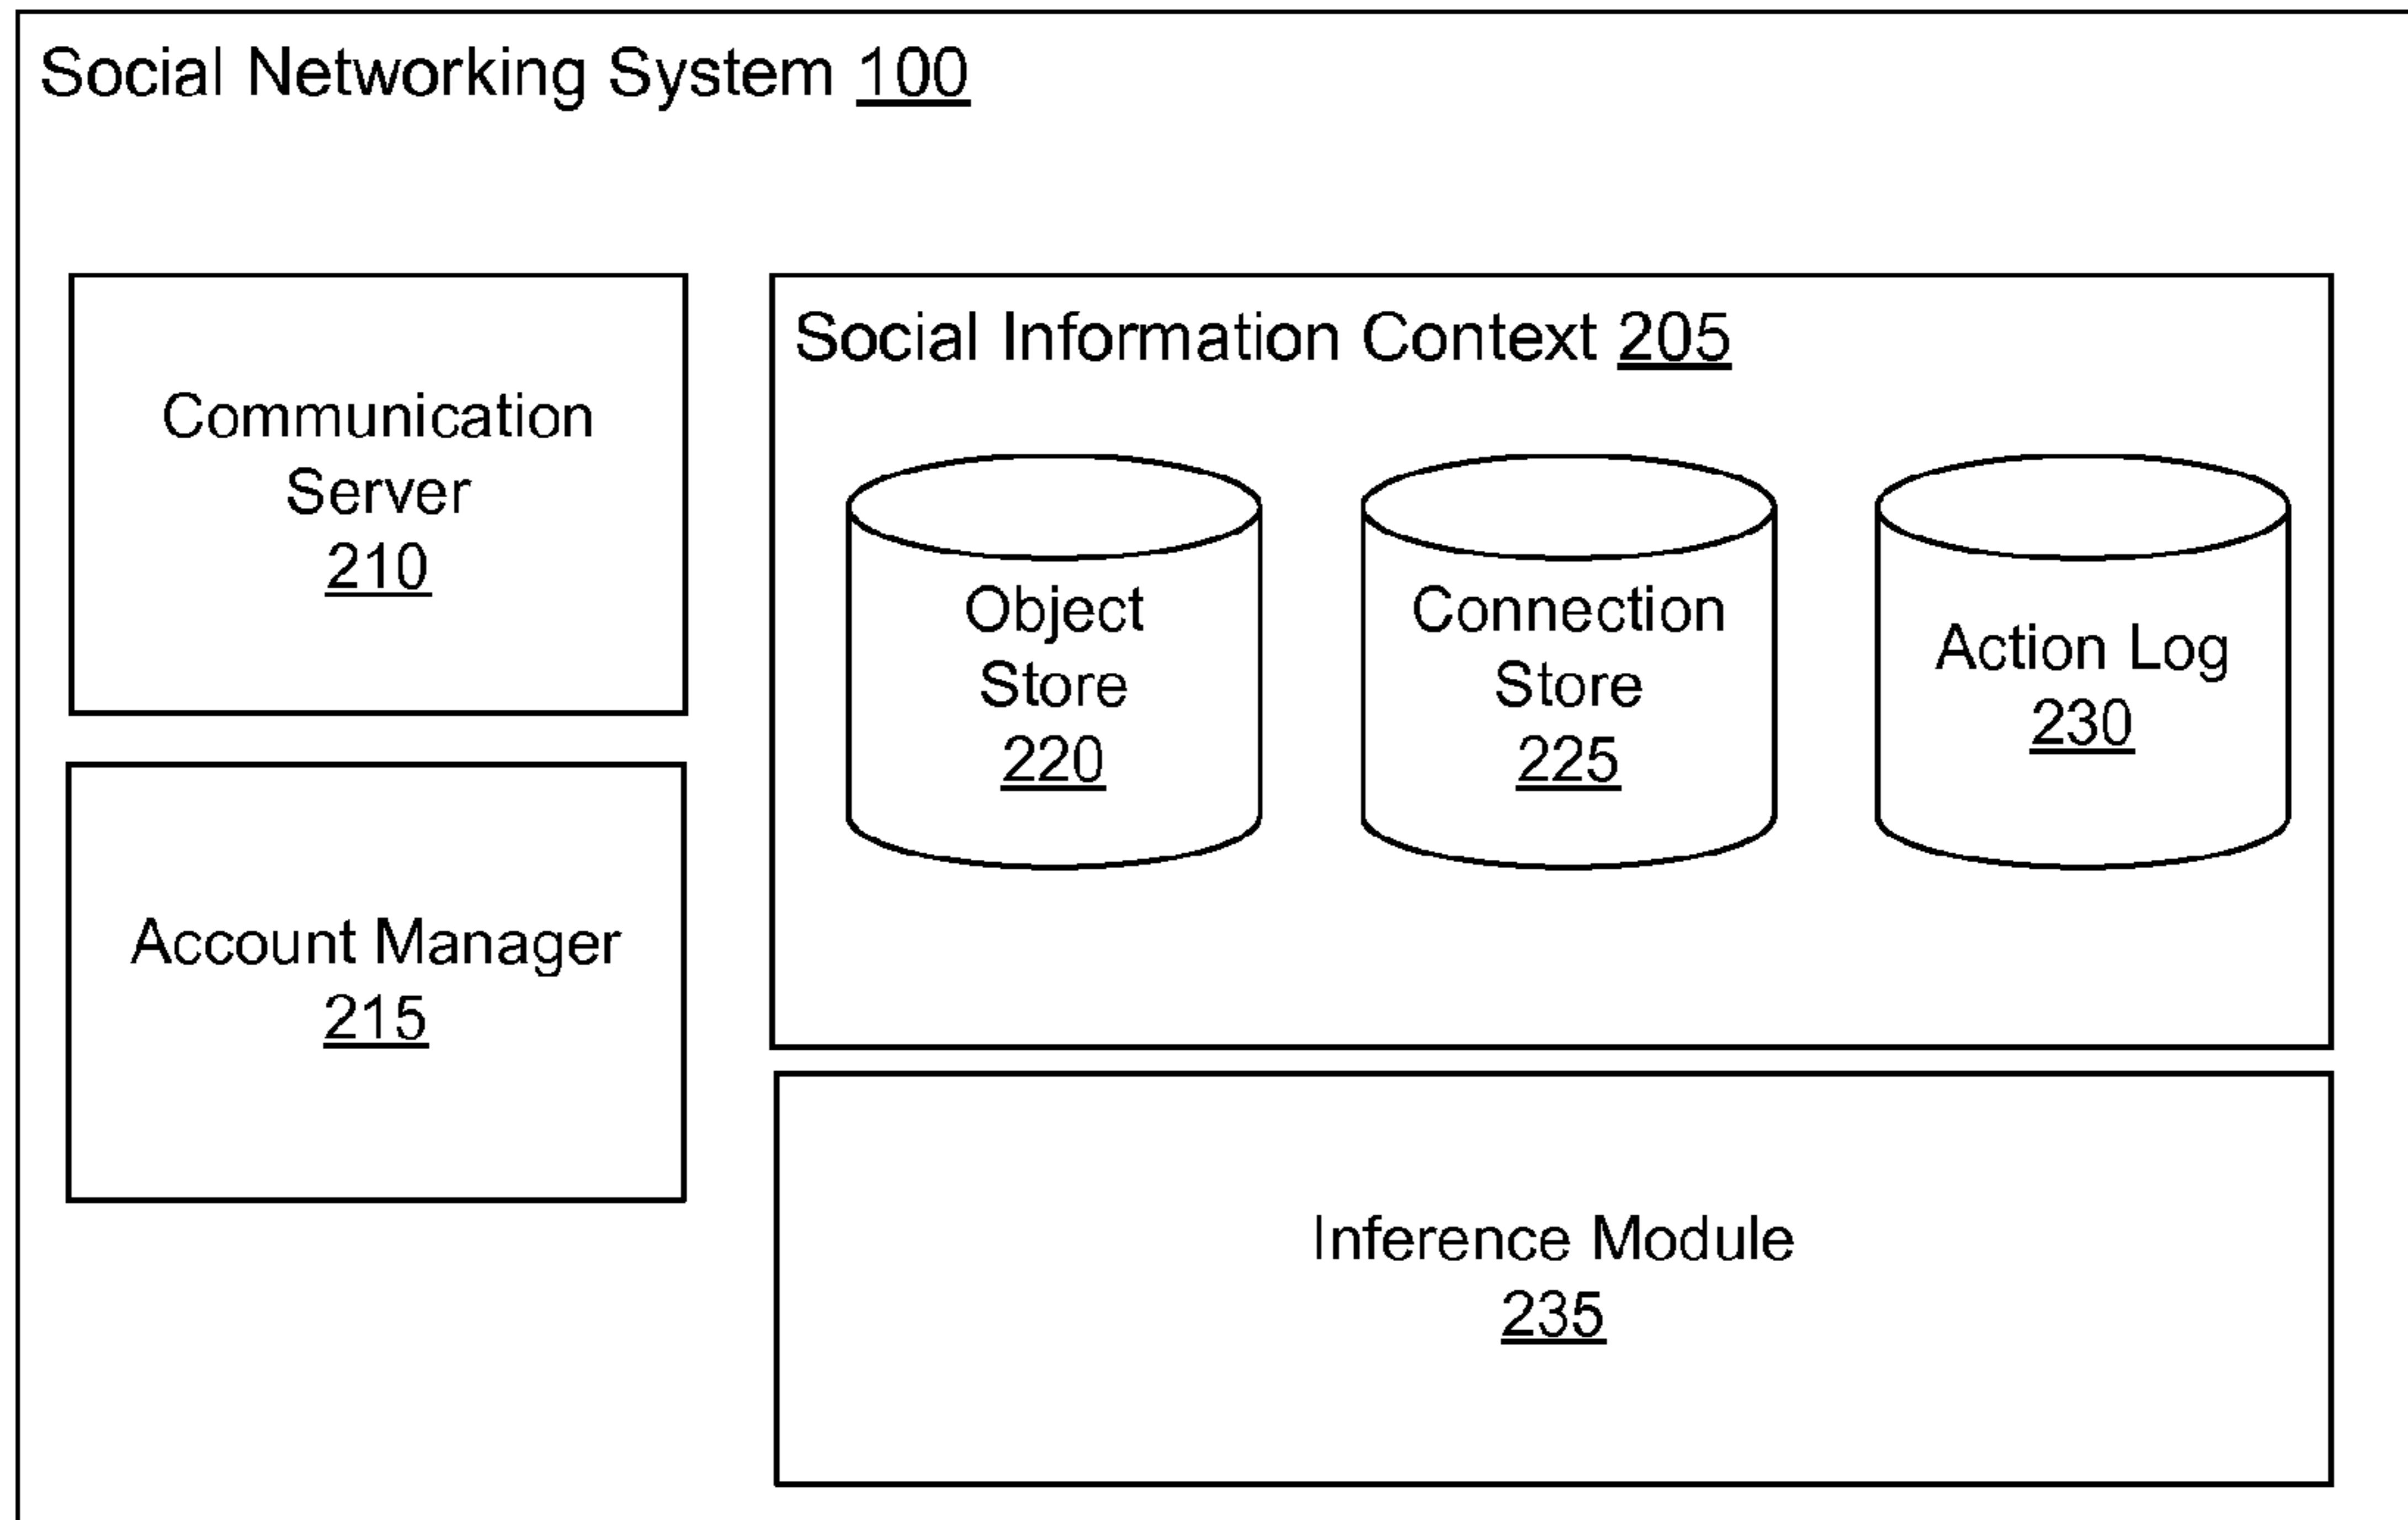 Social Networking System 100
Communication
Server
210
Social Information Context 205
Object
Store
220
Connection
Store
225
Action Log
230
Account Manager
215
Inference Module
235